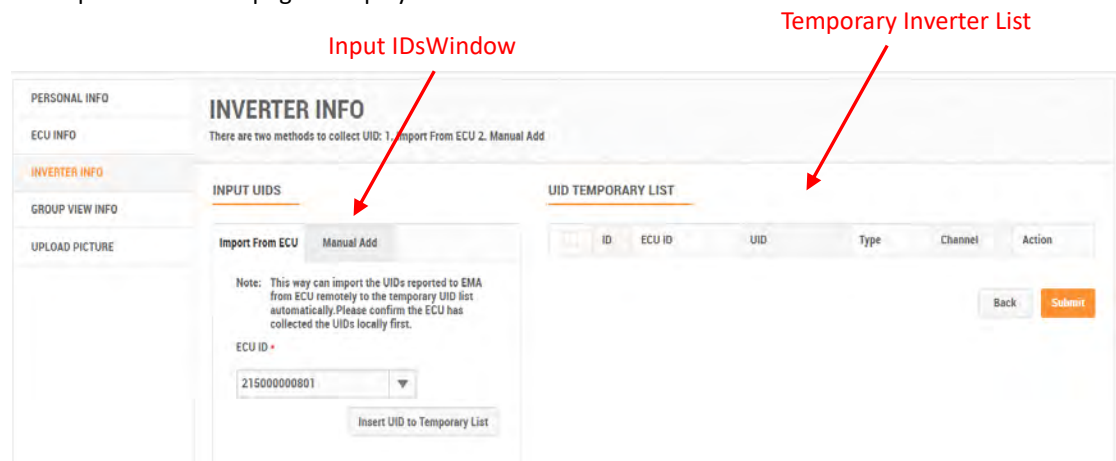 Temporary Inverter List
Input IDsWindow
PERSONAL INFO
ECU INFO
INVERTER INFO
GROUP VIEW INFO
UPLOAD PICTURE
INVERTER INFO
There are two methods to collect UID: 1. Import From ECU 2. Manual Add
INPUT UIDS
Import From ECU Manual Add
Note: This way can import the UIDs reported to EMA
from ECU remotely to the temporary UID list
automatically.Please confirm the ECU has
collected the UIDs locally first.
ECU ID *
215000000801
Insert UID to Temporary List
UID TEMPORARY LIST
ID ECU ID UID Type Channel Action
Back Submit